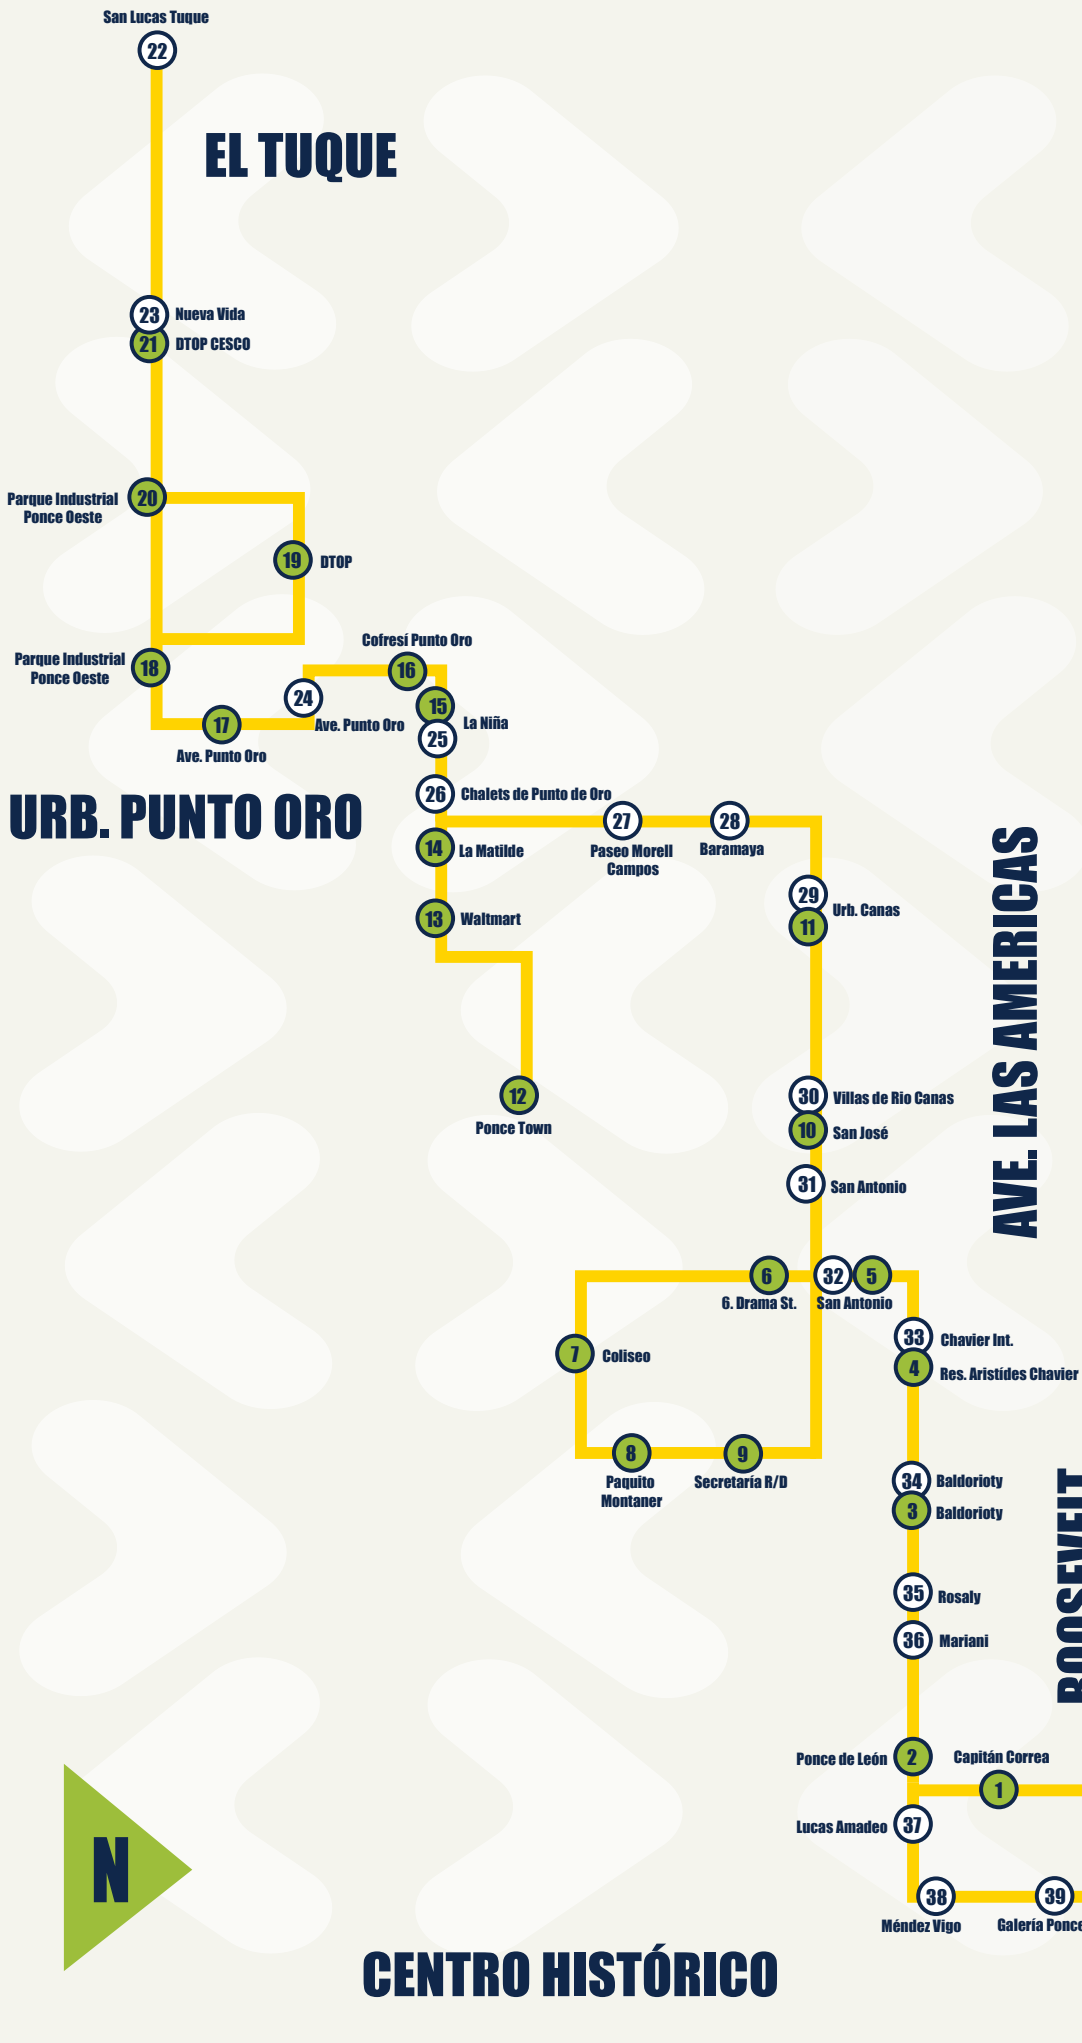 San Lucas Tuque
22
EL TUQUE
23 Nueva Vida
21 DTOP CESCO
Parque Industrial
Ponce Oeste
20
19 DTOP
Cofresí Punto Oro
16
Parque Industrial
Ponce Oeste
18
24
15
La Niña
17
Ave. Punto Oro
25
Ave. Punto Oro
26 Chalets de Punto de Oro
URB. PUNTO ORO
27
28
14 La Matilde
Paseo Morell
Campos
Baramaya
29
Urb. Canas
11
13 Waltmart
AVE. LAS AMERICAS
12
Ponce Town
30 Villas de Rio Canas
10 San José
31 San Antonio
6
32
5
6. Drama St.
San Antonio
33 Chavier Int.
7 Coliseo
4 Res. Aristídes Chavier
8
9
Paquito
Montaner
Secretaría R/D
34 Baldorioty
3 Baldorioty
ROOSEVELT
35 Rosaly
36 Mariani
Ponce de León 2
Capitán Correa
1
Lucas Amadeo 37
N
38
39
Méndez Vigo
Galería Ponce
CENTRO HISTÓRICO